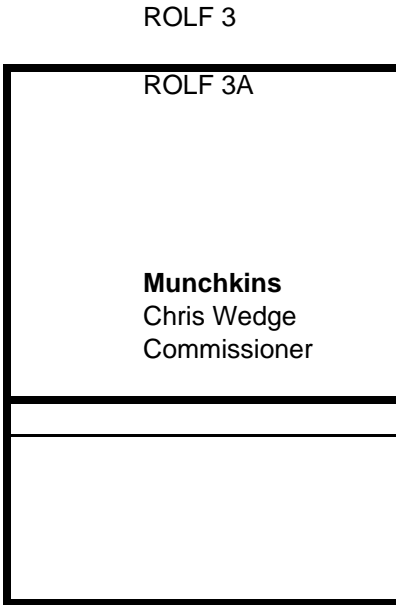 ROLF 3
ROLF 3A
Munchkins
Chris Wedge
Commissioner